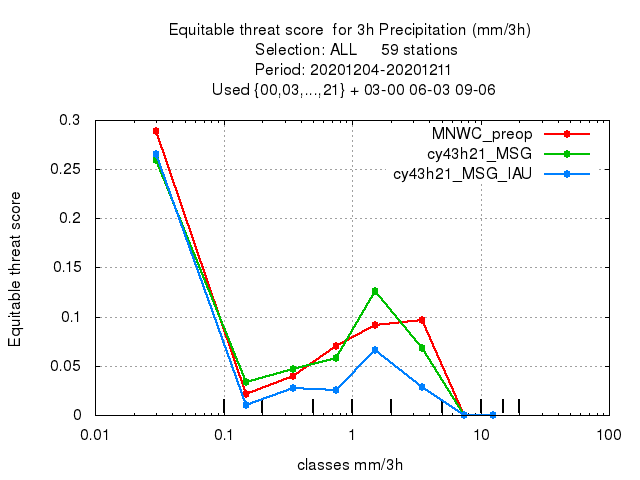 Equitable threat score  for 3h Precipitation (mm/3h)
Selection: ALL     59 stations
Period: 20201204-20201211
Used {00,03,...,21} + 03-00 06-03 09-06
MNWC_preop
cy43h21_MSG
cy43h21_MSG_IAU
Equitable threat score
0.3
0.25
0.2
0.15
0.1
0.05
0
0.01 0.1 1 10 100
classes mm/3h